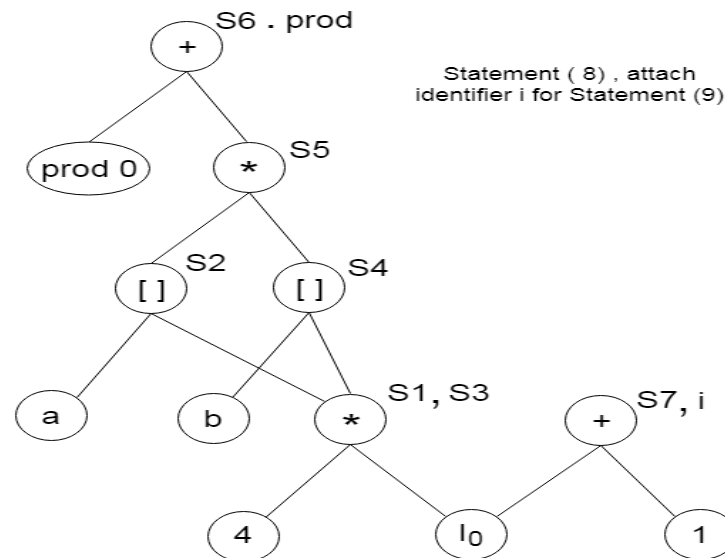 S6 . prod
+
Statement ( 8) , attach
identifier i for Statement (9)
prod 0
*
S5
[ ]
S2
[ ]
S4
a
b
*
S1, S3
+
S7, i
4
I₀
1